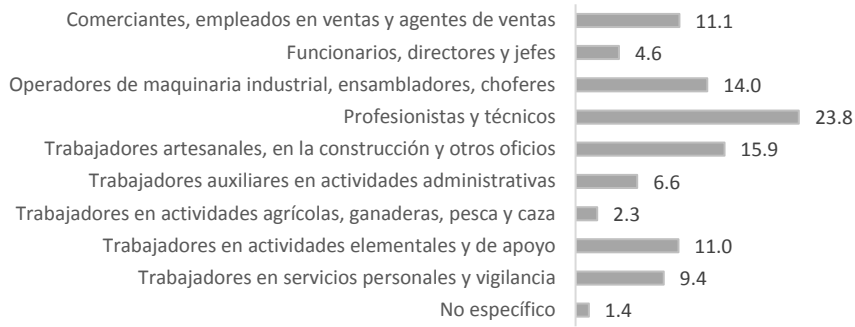 Comerciantes, empleados en ventas y agentes de ventas 11.1
Funcionarios, directores y jefes 4.6
Operadores de maquinaria industrial, ensambladores, choferes 14.0
Profesionistas y técnicos 23.8
Trabajadores artesanales, en la construcción y otros oficios 15.9
Trabajadores auxiliares en actividades administrativas 6.6
Trabajadores en actividades agrícolas, ganaderas, pesca y caza 2.3
Trabajadores en actividades elementales y de apoyo 11.0
Trabajadores en servicios personales y vigilancia 9.4
No específico 1.4